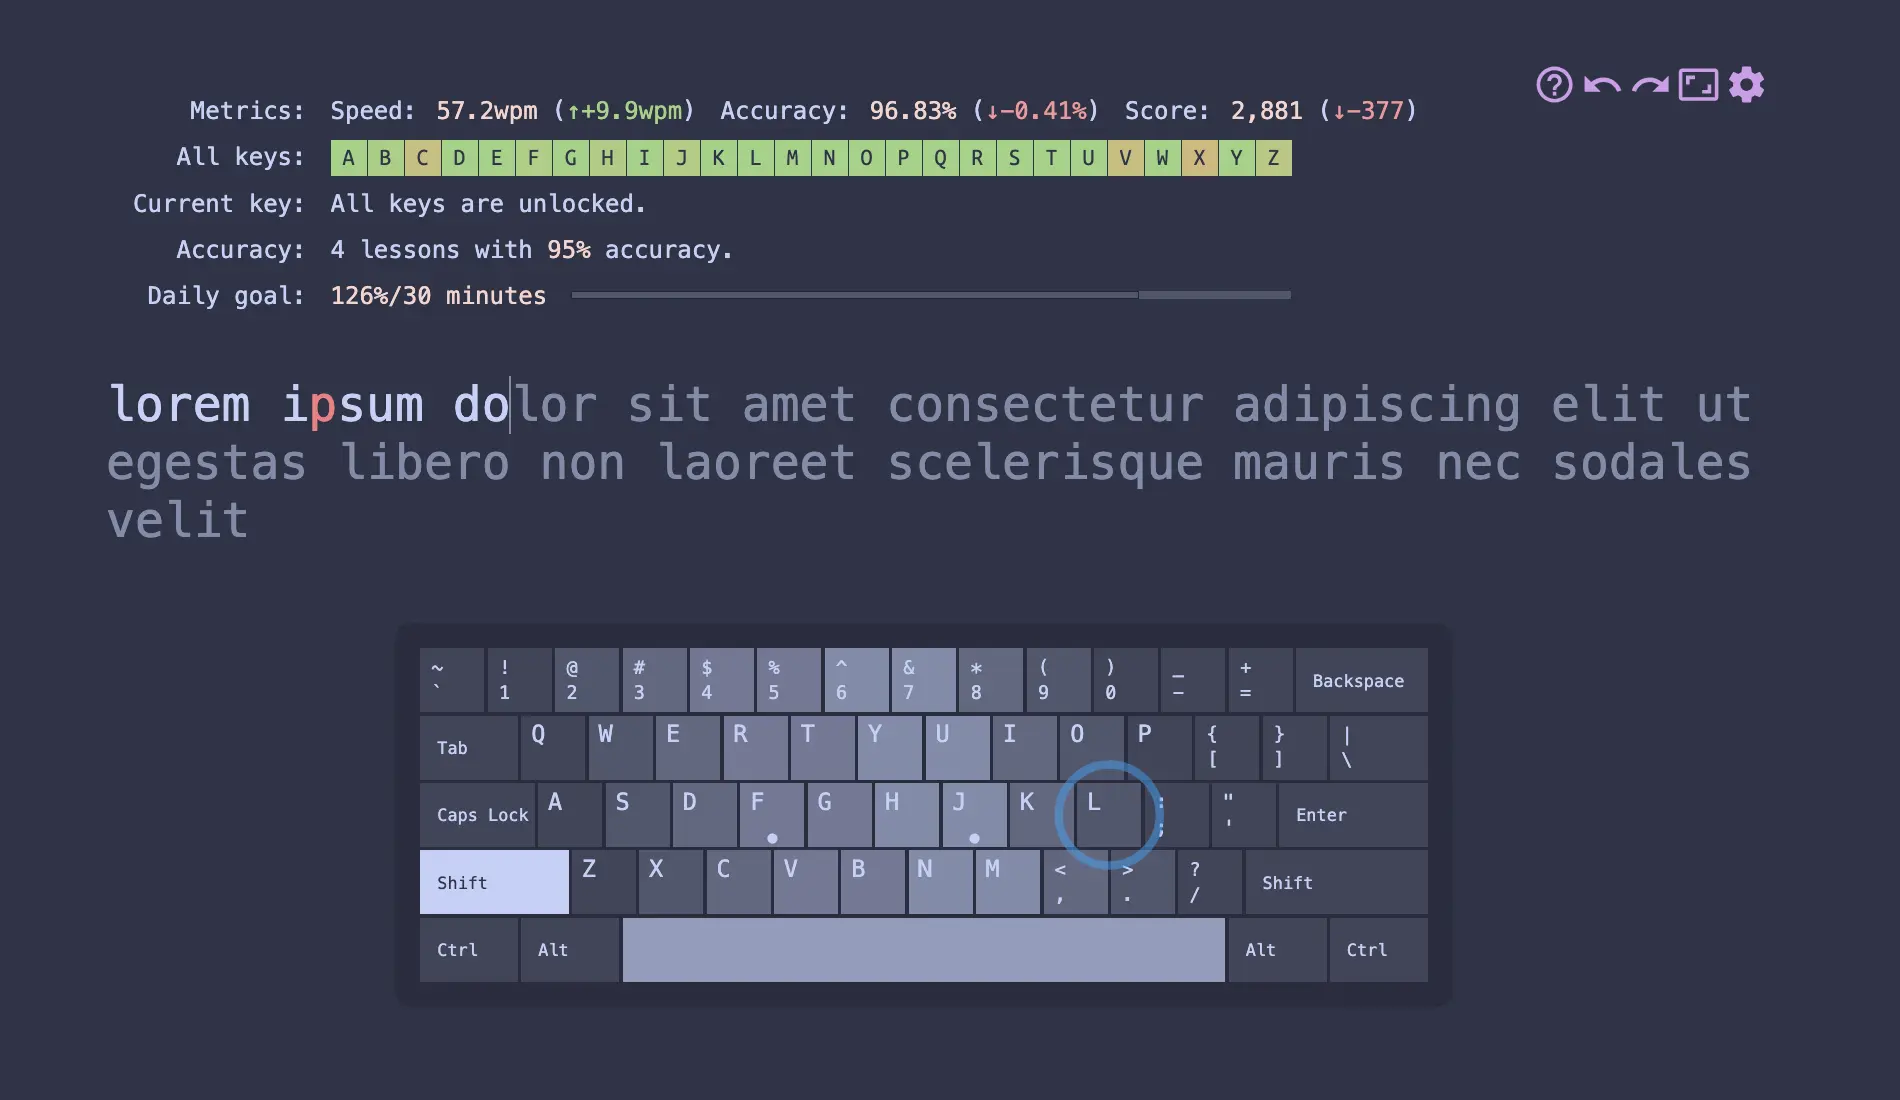 Metrics: Speed: 57.2wpm (↑+9.9wpm) Accuracy: 96.83% (↓−0.41%) Score: 2,881 (↓−377)
All keys: A B C D E F G H I J K L M N O P Q R S T U V W X Y Z
Current key: All keys are unlocked.
Accuracy: 4 lessons with 95% accuracy.
Daily goal: 126%/30 minutes
lorem ipsum dolor sit amet consectetur adipiscing elit ut
egestas libero non laoreet scelerisque mauris nec sodales
velit
~ ! @ # $ % ^ & * ( ) _ +
` 1 2 3 4 5 6 7 8 9 0 - = Backspace
Tab Q W E R T Y U I O P { } |
[ ] \
Caps Lock A S D F G H J K L : " Enter
; '
Shift Z X C V B N M < > ? Shift
, . /
Ctrl Alt Alt Ctrl